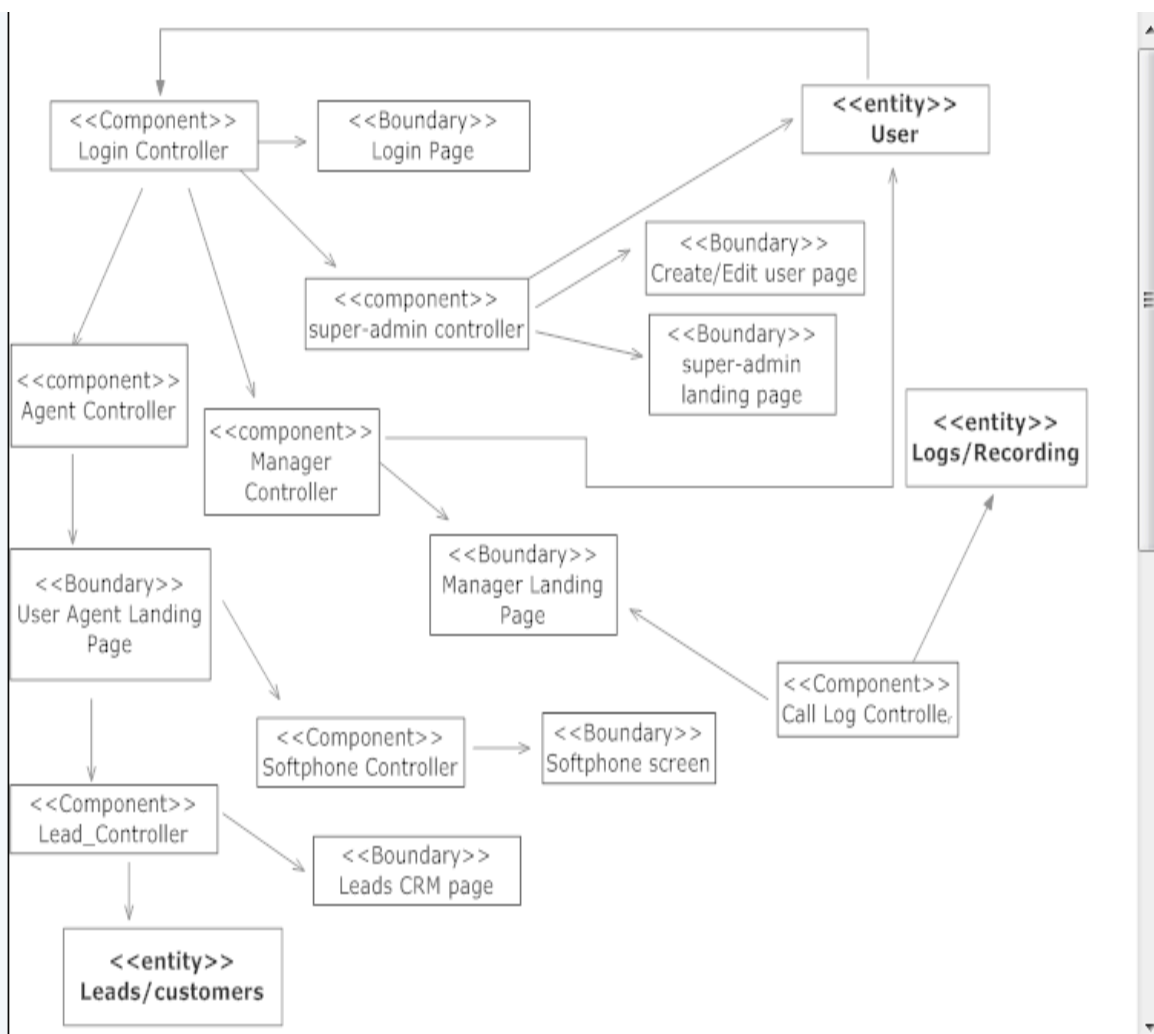 <<Component>>
Login Controller
<<Boundary>>
Login Page
<<entity>>
User
<<Boundary>>
Create/Edit user page
<<component>>
super-admin controller
<<Boundary>>
super-admin
landing page
<<component>>
Agent Controller
<<component>>
Manager
Controller
<<entity>>
Logs/Recording
<<Boundary>>
User Agent Landing
Page
<<Boundary>>
Manager Landing
Page
<<Component>>
Call Log Controller
<<Component>>
Softphone Controller
<<Boundary>>
Softphone screen
<<Component>>
Lead_Controller
<<Boundary>>
Leads CRM page
<<entity>>
Leads/customers